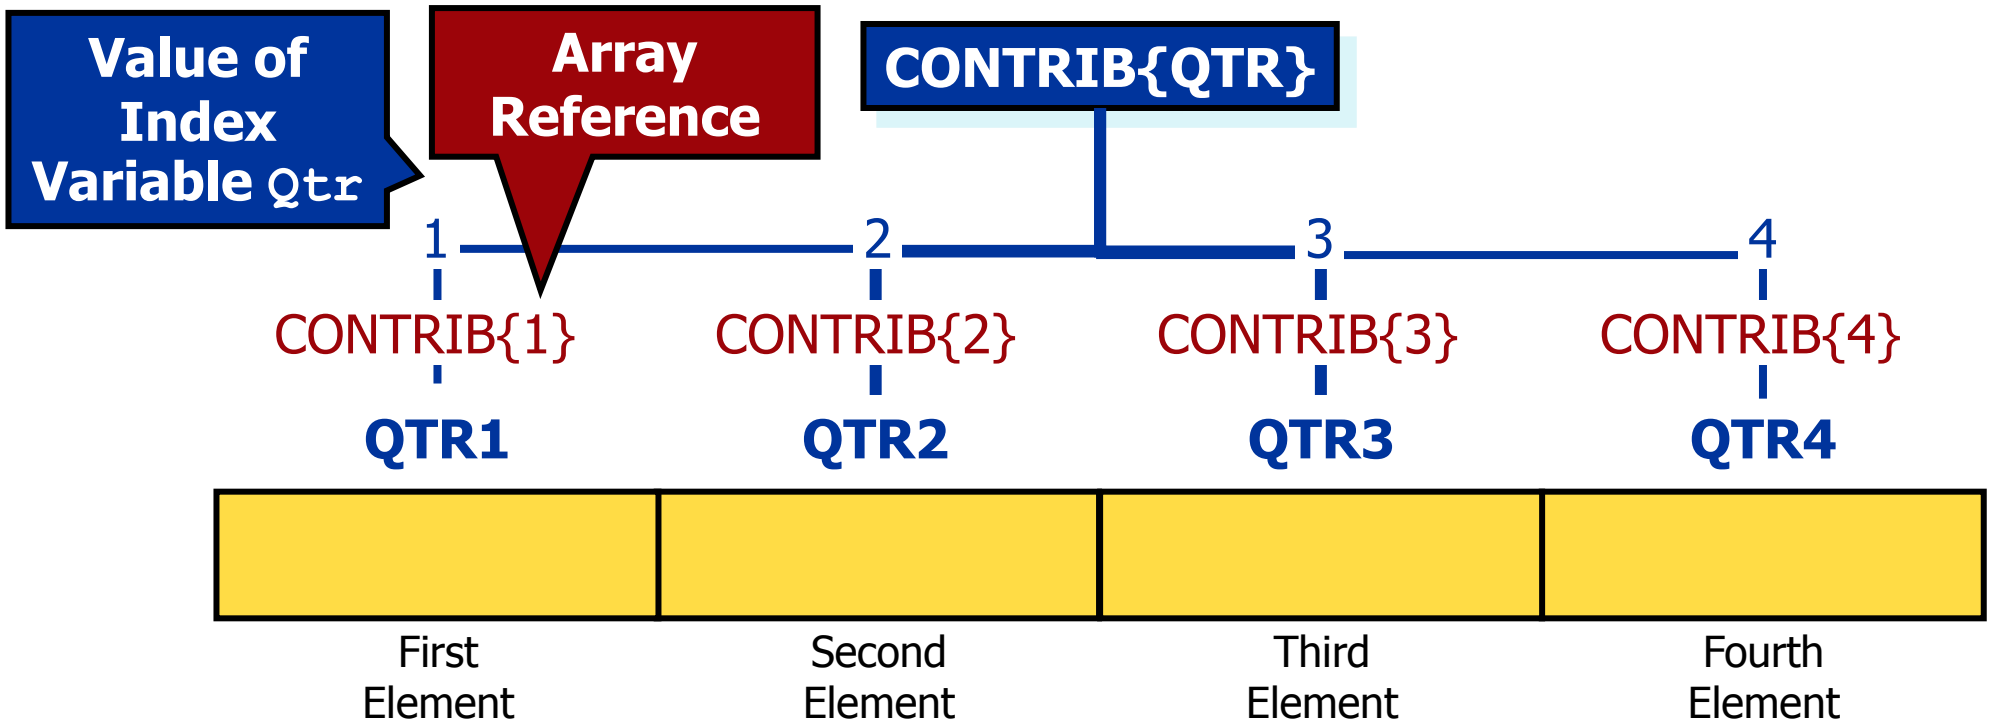 Value of
Index
Variable Qtr
Array
Reference
CONTRIB{QTR}
1 2 3 4
CONTRIB{1} CONTRIB{2} CONTRIB{3} CONTRIB{4}
QTR1 QTR2 QTR3 QTR4
First Element
Second Element
Third Element
Fourth Element